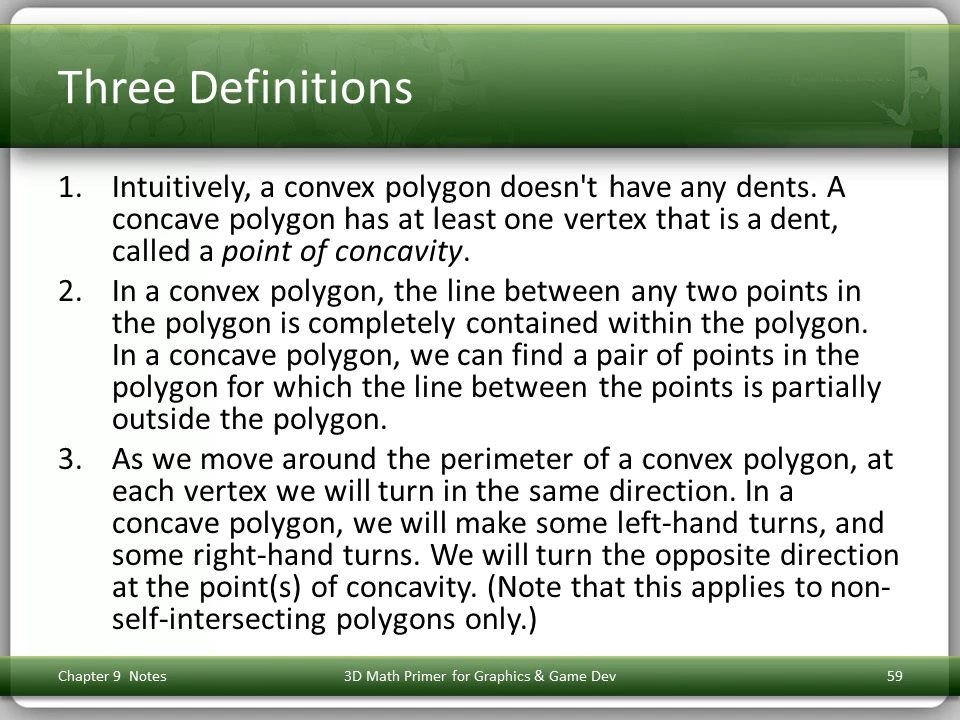 Three Definitions
1. Intuitively, a convex polygon doesn't have any dents. A
concave polygon has at least one vertex that is a dent,
called a point of concavity.
2. In a convex polygon, the line between any two points in
the polygon is completely contained within the polygon.
In a concave polygon, we can find a pair of points in the
polygon for which the line between the points is partially
outside the polygon.
3. As we move around the perimeter of a convex polygon, at
each vertex we will turn in the same direction. In a
concave polygon, we will make some left-hand turns, and
some right-hand turns. We will turn the opposite direction
at the point(s) of concavity. (Note that this applies to non-
self-intersecting polygons only.)
Chapter 9 Notes
3D Math Primer for Graphics & Game Dev
59